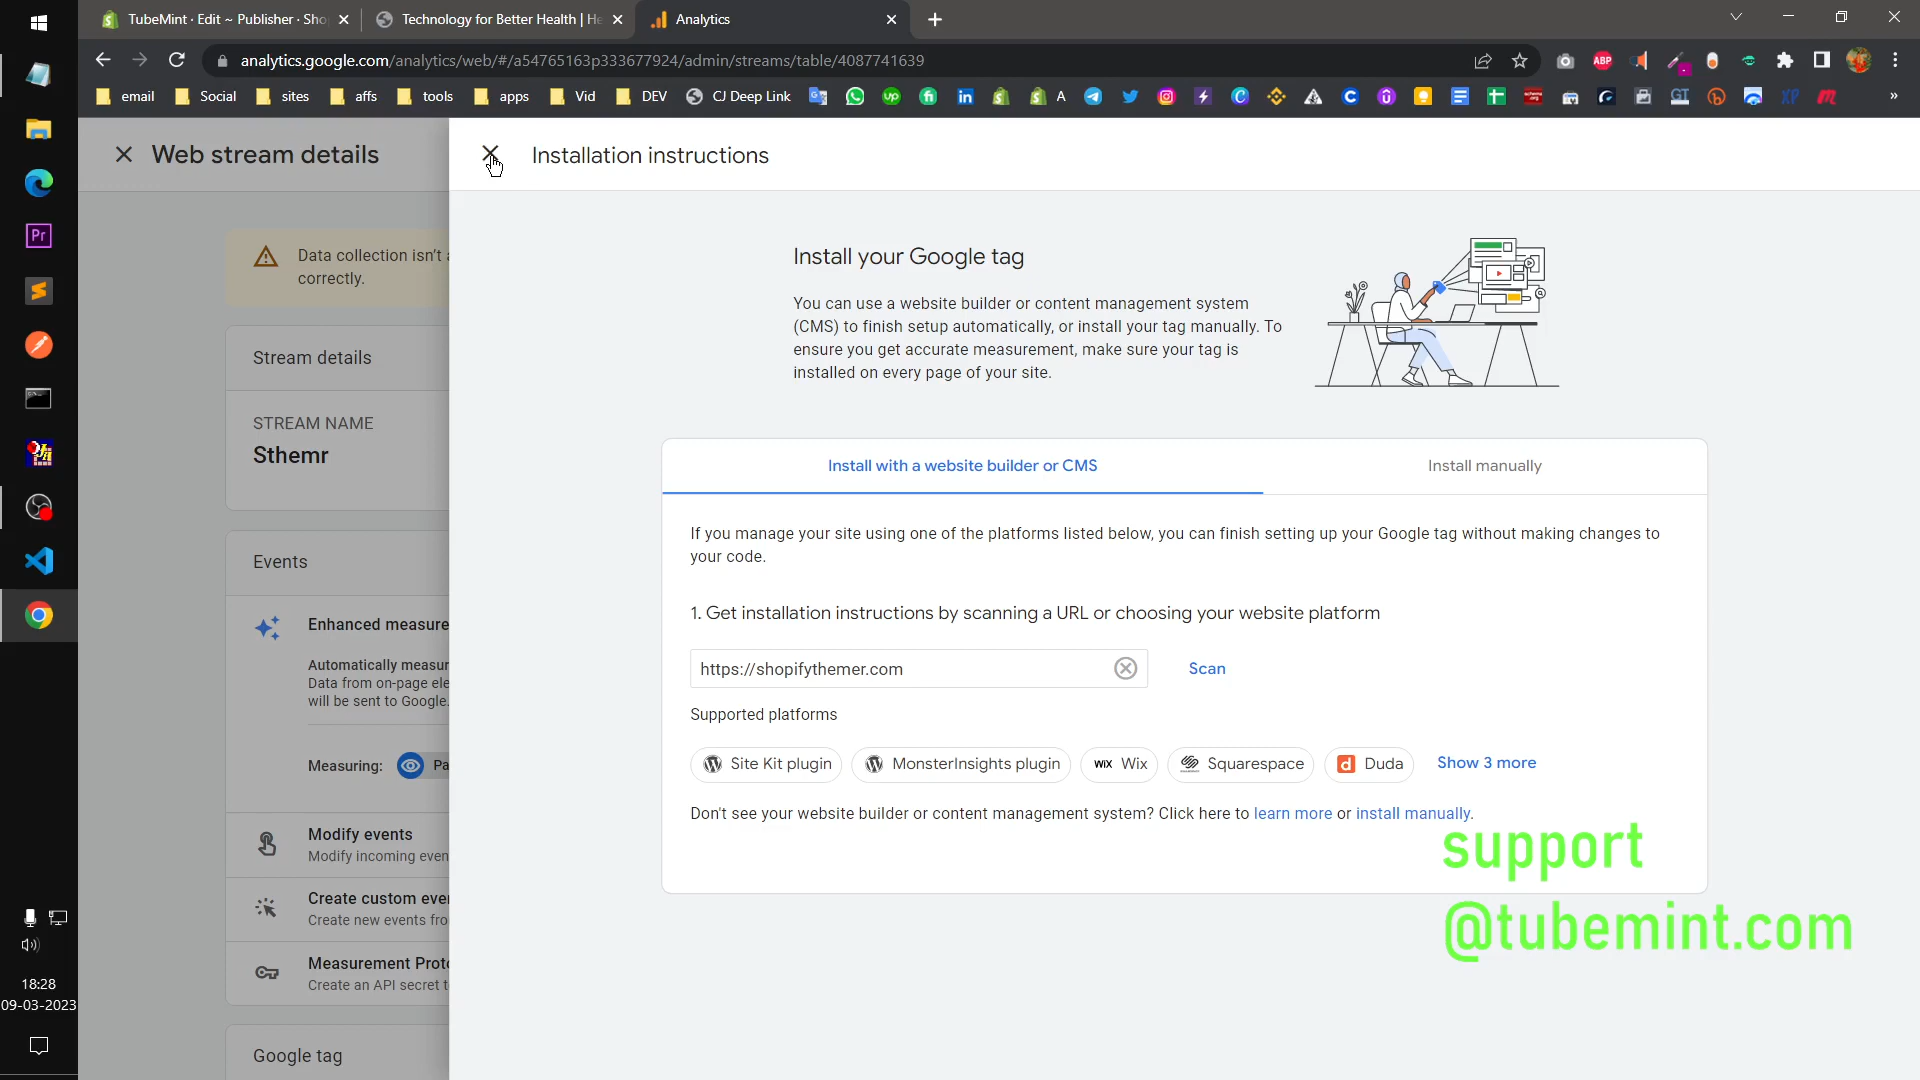 TubeMint · Edit ~ Publisher · Sho
Technology for Better Health | He
Analytics
analytics.google.com/analytics/web/#/a54765163p333677924/admin/streams/table/4087741639
ABP
email
Social
sites
affs
tools
apps
Vid
DEV
CJ Deep Link
up
fi
in
A
GT
XP
»
Web stream details
Installation instructions
Data collection isn't a
correctly.
Stream details
STREAM NAME
Sthemr
Events
Enhanced measure
Automatically measur
Data from on-page ele
will be sent to Google.
Measuring:
Pa
Modify events
Modify incoming even
Create custom eve
Create new events fro
Measurement Proto
Create an API secret t
Google tag
Install your Google tag
You can use a website builder or content management system
(CMS) to finish setup automatically, or install your tag manually. To
ensure you get accurate measurement, make sure your tag is
installed on every page of your site.
Install with a website builder or CMS
Install manually
If you manage your site using one of the platforms listed below, you can finish setting up your Google tag without making changes to
your code.
1. Get installation instructions by scanning a URL or choosing your website platform
https://shopifythemer.com
Scan
Supported platforms
Site Kit plugin
MonsterInsights plugin
WIX Wix
Squarespace
d Duda
Show 3 more
Don't see your website builder or content management system? Click here to learn more or install manually.
support
@tubemint.com
Pr
18:28
09-03-2023